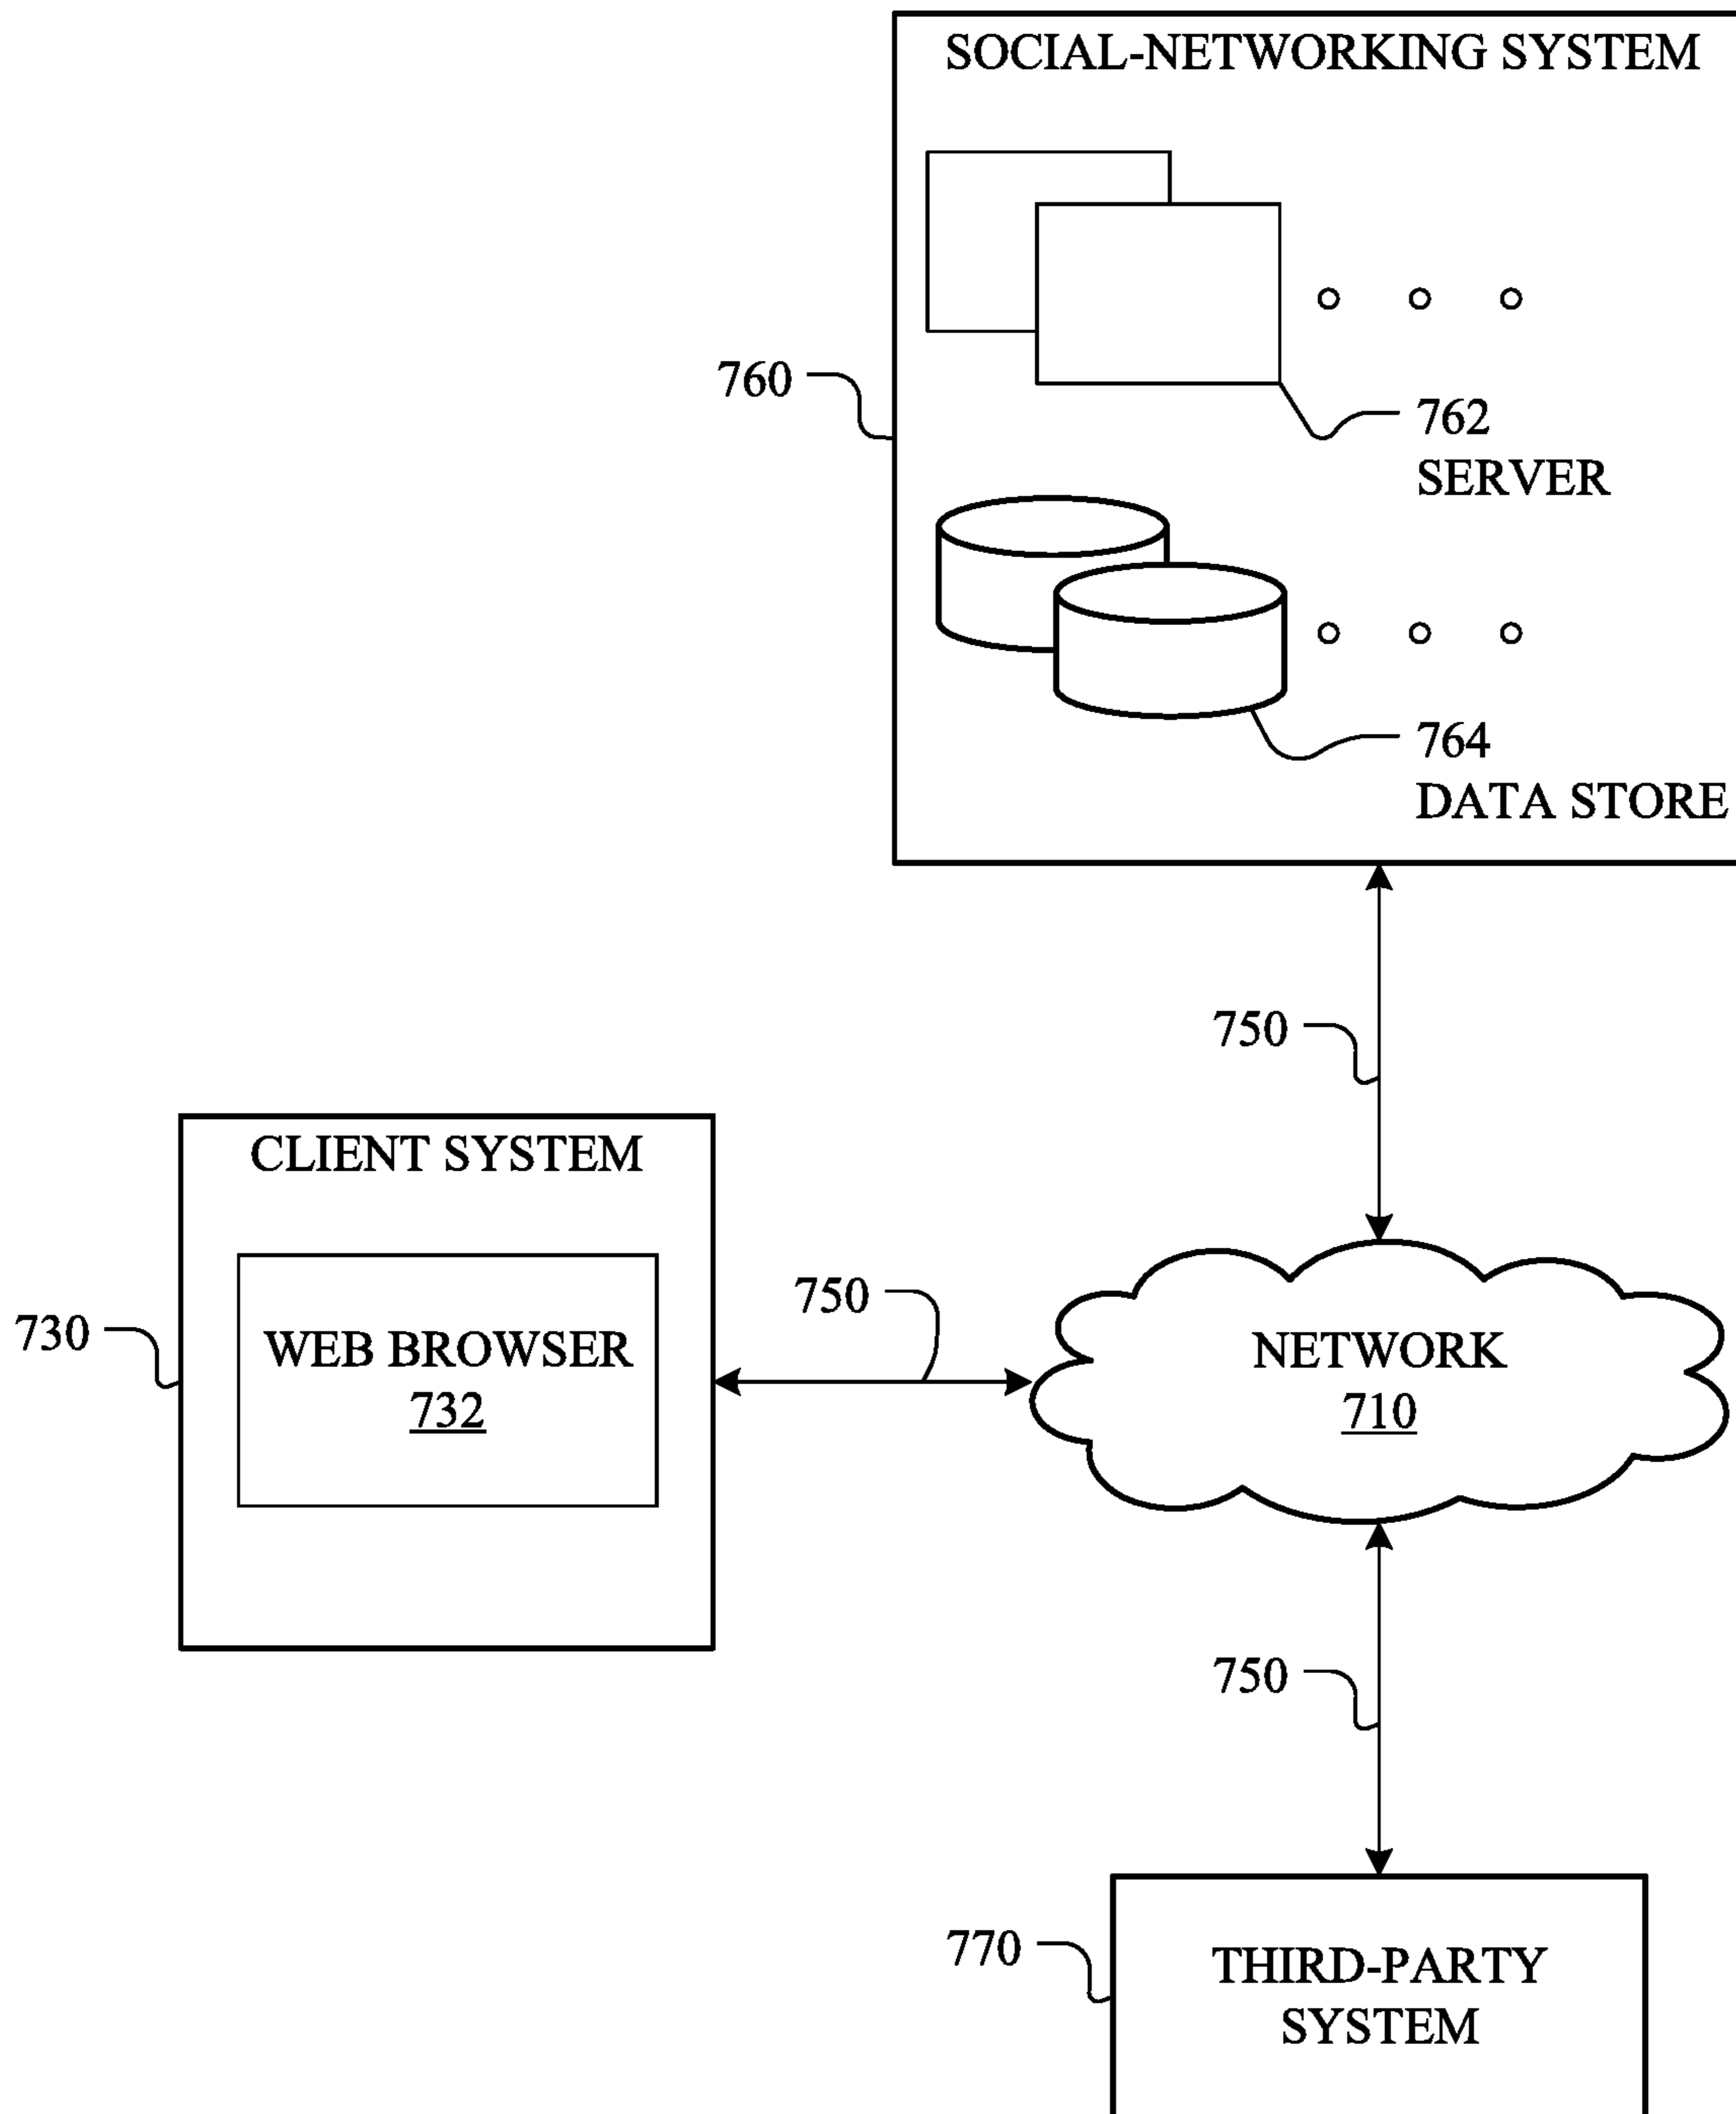 SOCIAL-NETWORKING SYSTEM
760
762
SERVER
764
DATA STORE
750
CLIENT SYSTEM
750
730
WEB BROWSER
732
NETWORK
710
750
770
THIRD-PARTY
SYSTEM